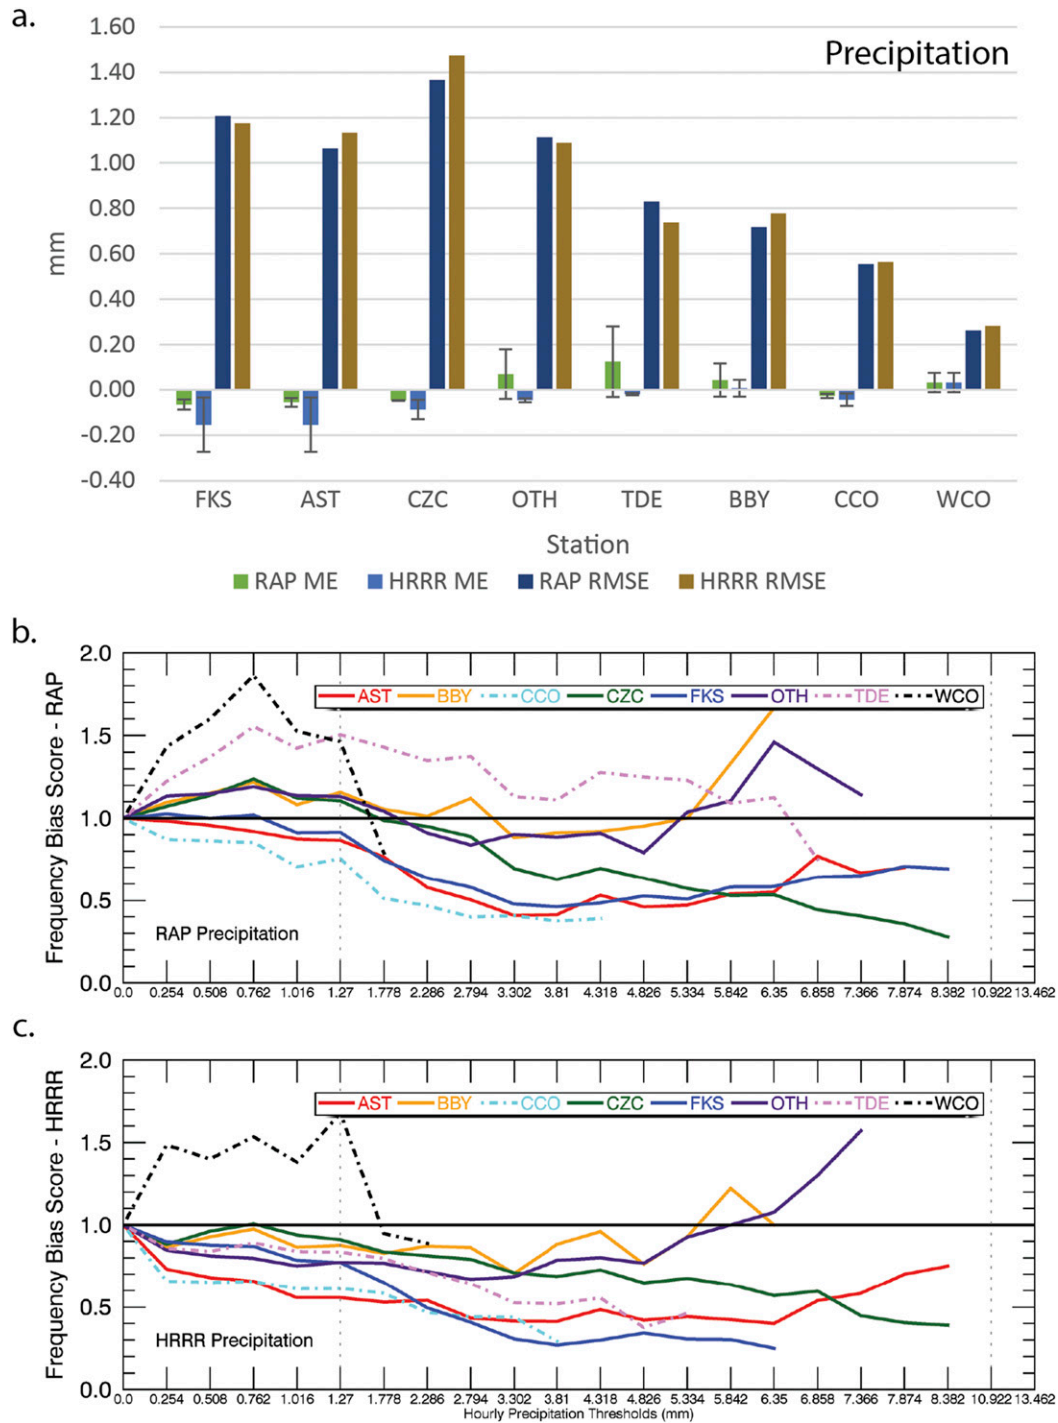 a.
Precipitation
1.60
1.40
1.20
1.00
0.80
0.60
0.40
0.20
0.00
-0.20
-0.40
mm
FKS AST CZC OTH TDE BBY CCO WCO
Station
RAP ME HRRR ME RAP RMSE HRRR RMSE
b.
Frequency Bias Score - RAP
2.0
1.5
1.0
0.5
0.0
AST BBY CCO CZC FKS OTH TDE WCO
RAP Precipitation
0.0 0.254 0.508 0.762 1.016 1.27 1.778 2.286 2.794 3.302 3.81 4.318 4.826 5.334 5.842 6.35 6.858 7.366 7.874 8.382 10.922 13.462
c.
Frequency Bias Score - HRRR
2.0
1.5
1.0
0.5
0.0
AST BBY CCO CZC FKS OTH TDE WCO
HRRR Precipitation
0.0 0.254 0.508 0.762 1.016 1.27 1.778 2.286 2.794 3.302 3.81 4.318 4.826 5.334 5.842 6.35 6.858 7.366 7.874 8.382 10.922 13.462
Hourly Precipitation Thresholds (mm)